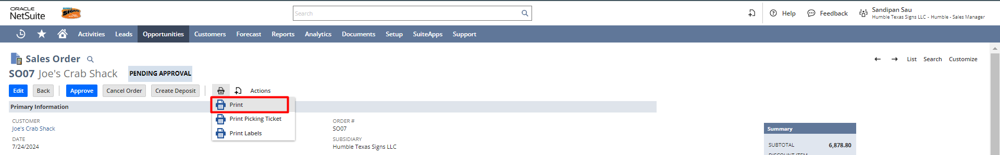 ORACLE
NetSuite
SIGNS
Search
Help
Feedback
Sandipan Sau
Humble Texas Signs LLC - Humble - Sales Manager
Activities Leads Opportunities Customers Forecast Reports Analytics Documents Setup SuiteApps Support
Sales Order
List Search Customize
SO07 Joe's Crab Shack PENDING APPROVAL
Edit Back Approve Cancel Order Create Deposit Actions
Print
Print Picking Ticket
Print Labels
Primary Information
CUSTOMER
Joe's Crab Shack
DATE
7/24/2024
ORDER #
SO07
SUBSIDIARY
Humble Texas Signs LLC
Summary
SUBTOTAL 6,878.80
DISCOUNT ITEM